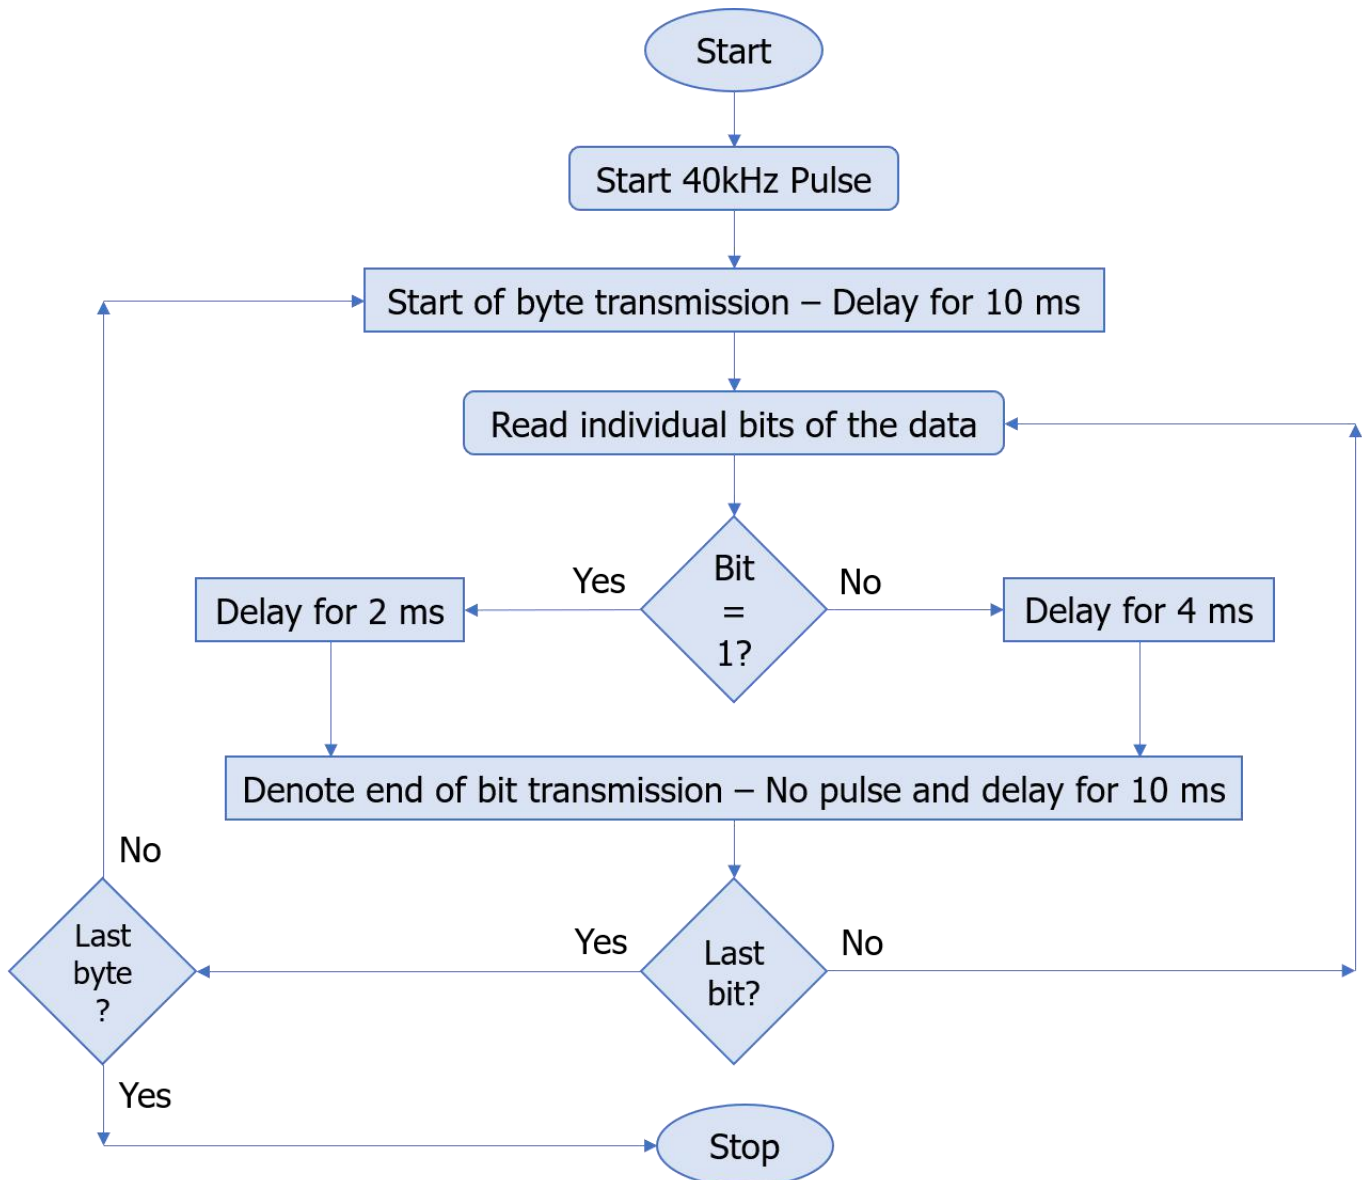 Start
Start 40kHz Pulse
Start of byte transmission – Delay for 10 ms
Read individual bits of the data
Bit
=
1?
Yes
No
Delay for 2 ms
Delay for 4 ms
Denote end of bit transmission – No pulse and delay for 10 ms
No
Last
byte
?
Yes
Last
bit?
No
Yes
Stop